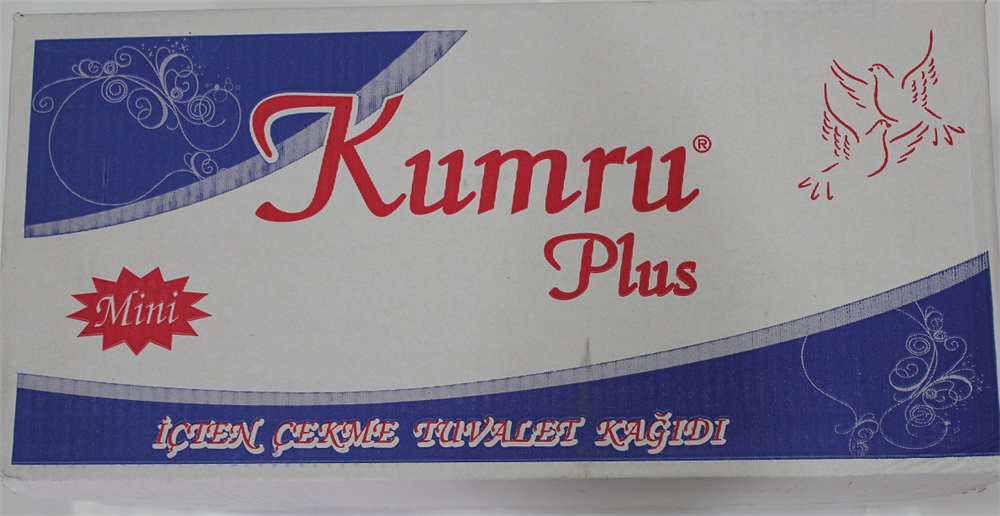 Kumru®
Plus
Mini
İÇTEN ÇEKME TUVALET KAĞIDI